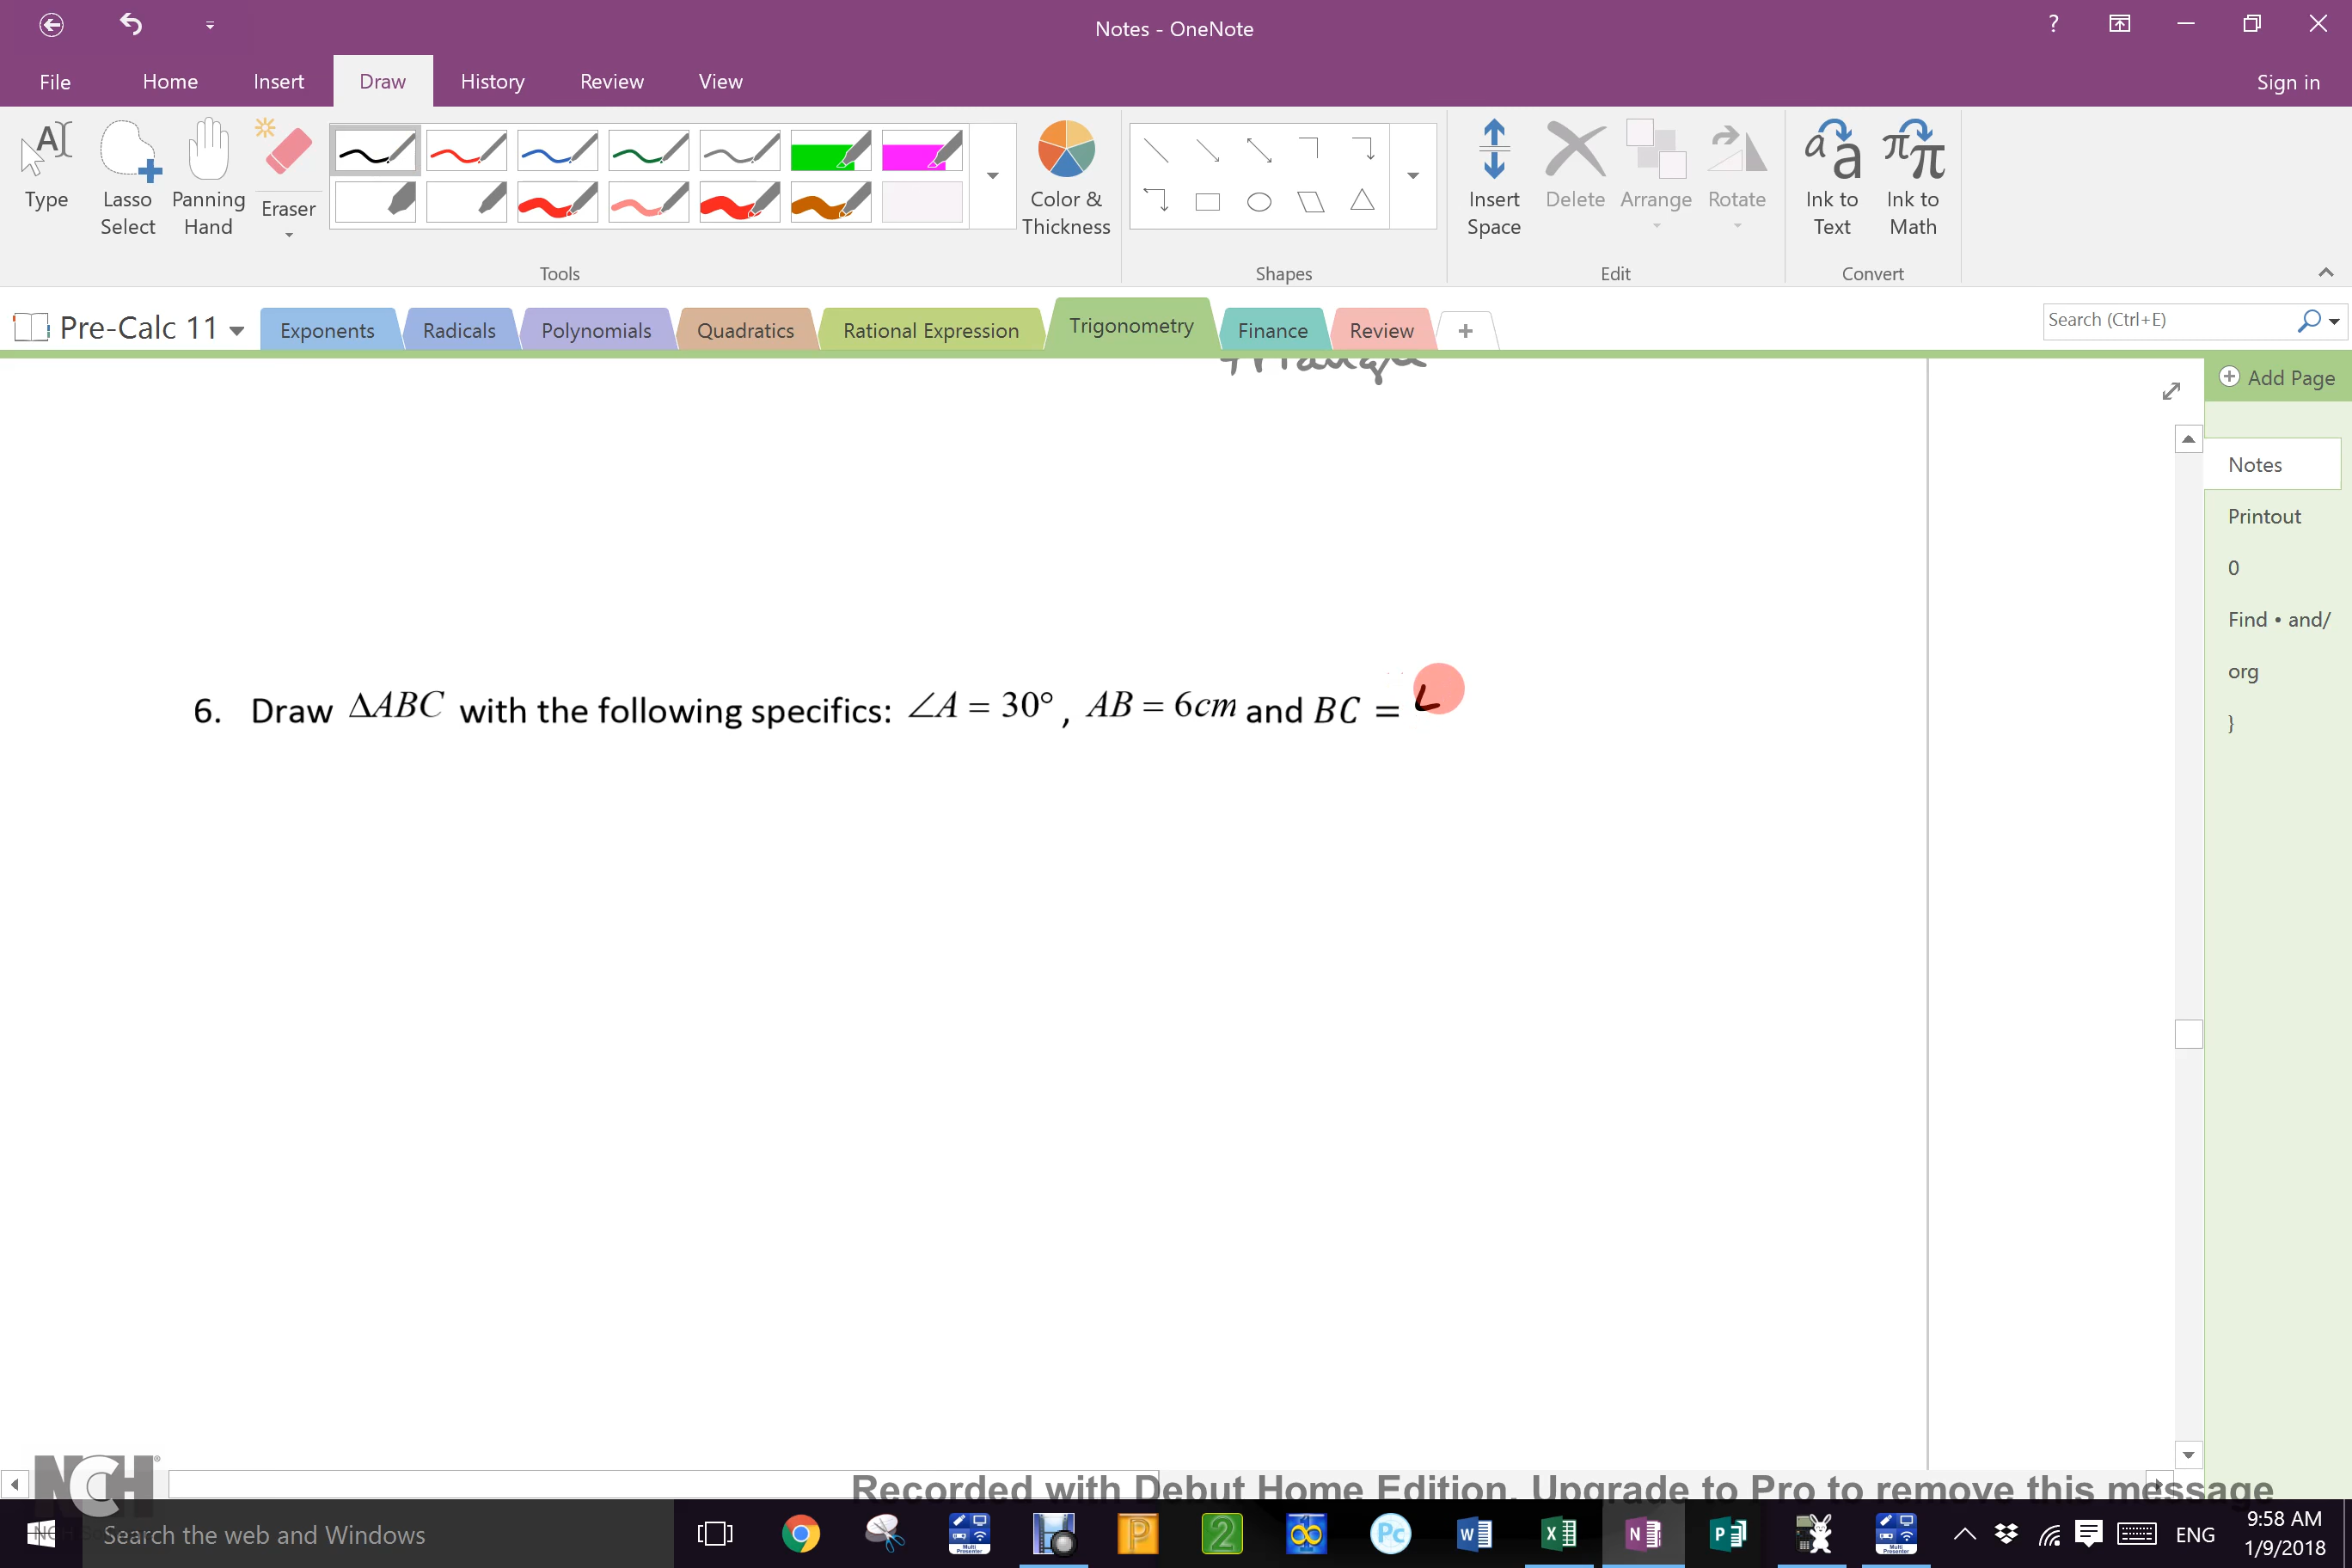 Notes - OneNote
?
File Home Insert Draw History Review View Sign in
Type
Lasso Select
Panning Hand
Eraser
Color & Thickness
Insert Space
Delete
Arrange
Rotate
Ink to Text
Ink to Math
Tools
Shapes
Edit
Convert
Pre-Calc 11
Exponents Radicals Polynomials Quadratics Rational Expression Trigonometry Finance Review +
Search (Ctrl+E)
Add Page
Notes
Printout
0
Find • and/
org
}
6. Draw ΔABC with the following specifics: ∠A = 30° , AB = 6cm and BC =
NCH
Recorded with Debut Home Edition. Upgrade to Pro to remove this message
Search the web and Windows
ENG
9:58 AM
1/9/2018